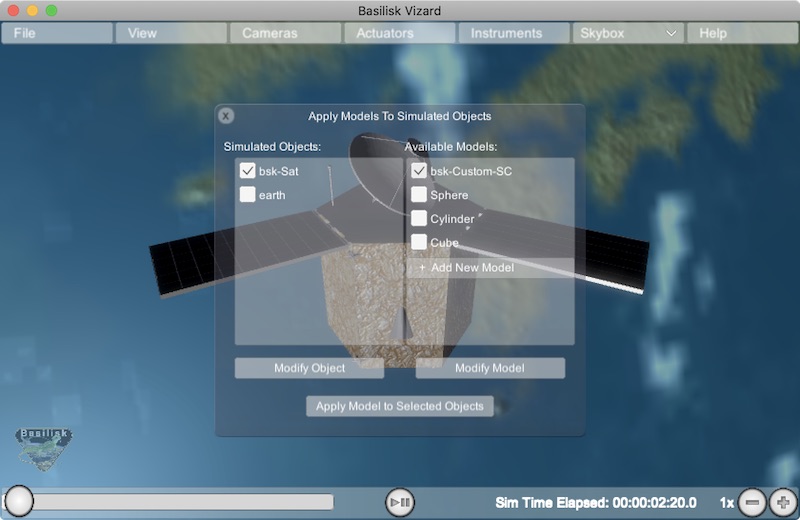 Basilisk Vizard
File View Cameras Actuators Instruments Skybox Help
X Apply Models To Simulated Objects
Simulated Objects: Available Models:
bsk-Sat bsk-Custom-SC
earth Sphere
Cylinder
Cube
+ Add New Model
Modify Object Modify Model
Apply Model to Selected Objects
Basilisk
Sim Time Elapsed: 00:00:02:20.0 1x